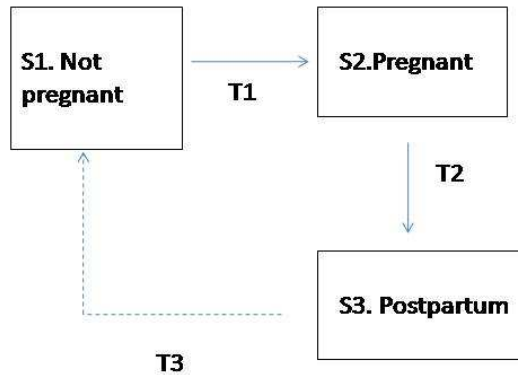 S1. Not
pregnant
T1
S2.Pregnant
T2
S3. Postpartum
T3